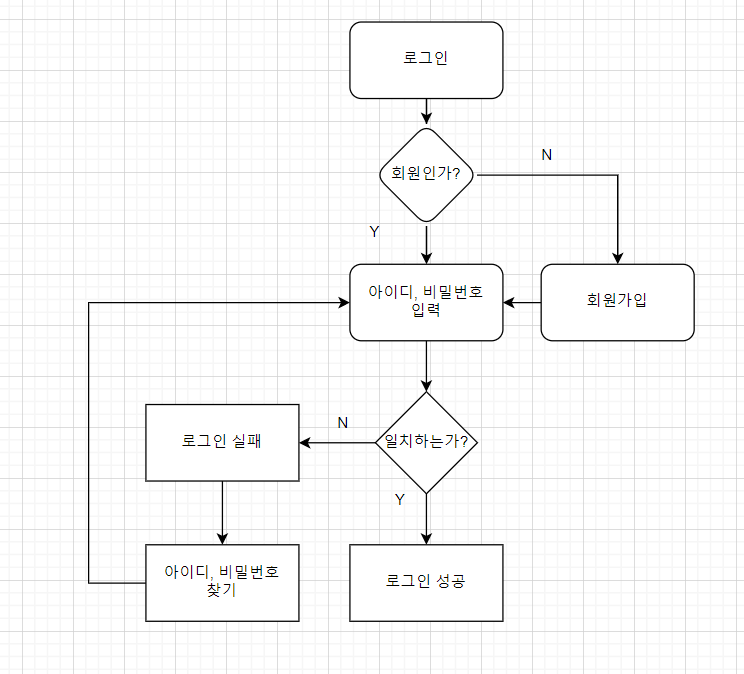 로그인
회원인가?
N
Y
아이디, 비밀번호
입력
회원가입
일치하는가?
N
로그인 실패
Y
아이디, 비밀번호
찾기
로그인 성공